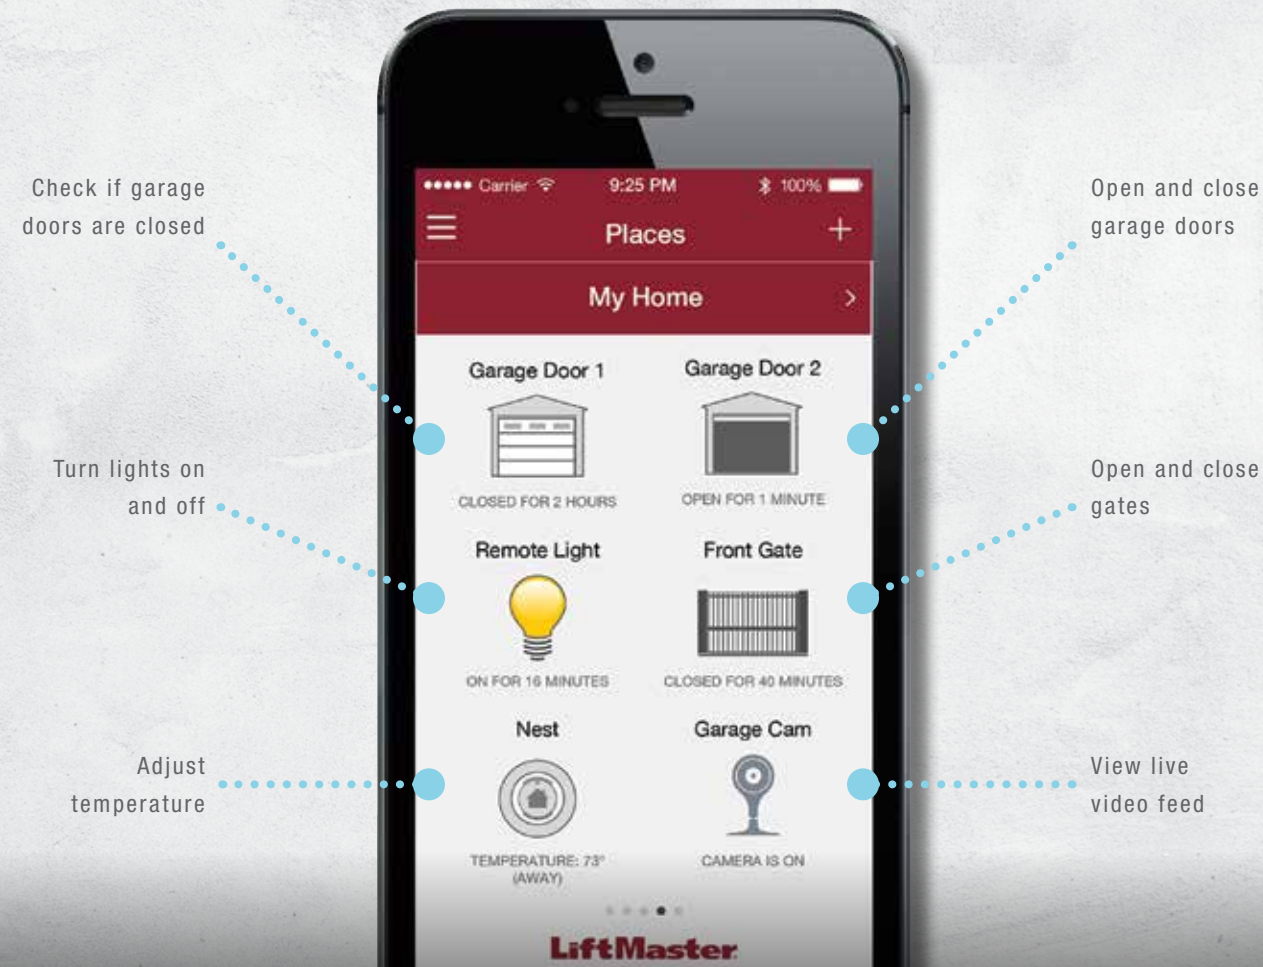 Check if garage
doors are closed
Turn lights on
and off
Adjust
temperature
Carrier 9:25 PM 100%
Places
My Home
Garage Door 1
CLOSED FOR 2 HOURS
Garage Door 2
OPEN FOR 1 MINUTE
Remote Light
ON FOR 16 MINUTES
Front Gate
CLOSED FOR 40 MINUTES
Nest
TEMPERATURE: 73°
(AWAY)
Garage Cam
CAMERA IS ON
LiftMaster
Open and close
garage doors
Open and close
gates
View live
video feed